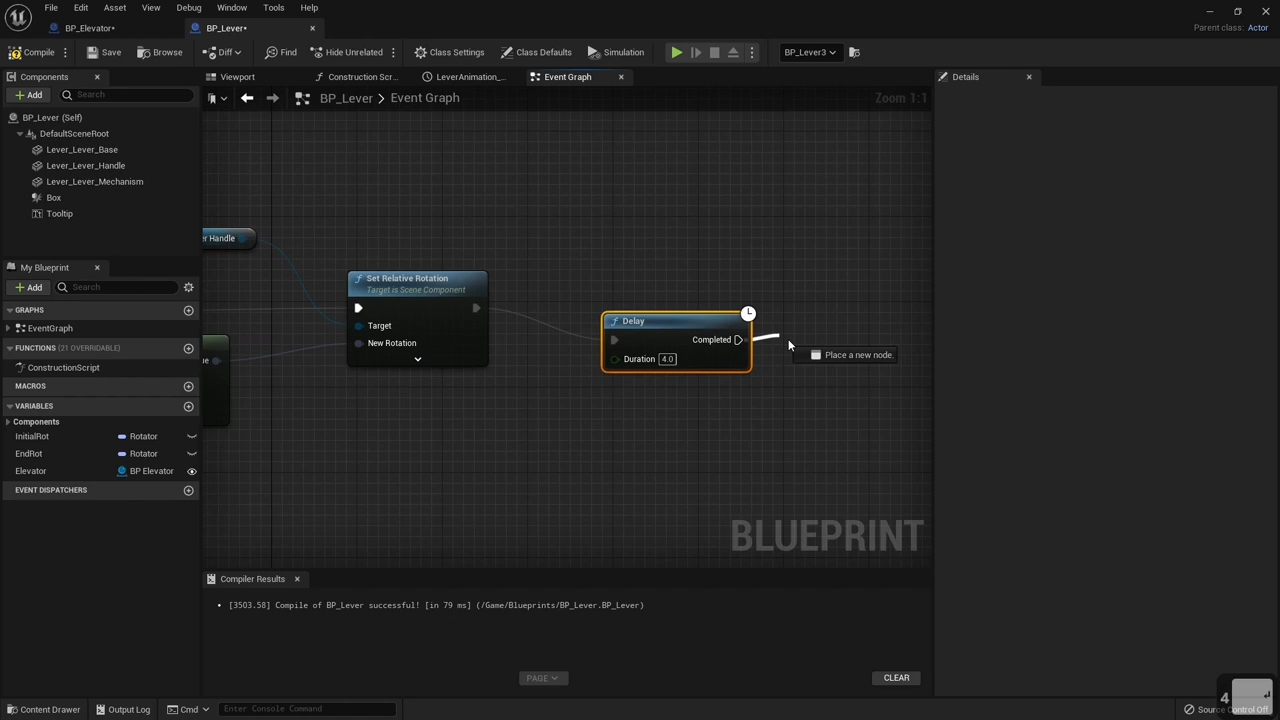 File Edit Asset View Debug Window Tools Help
BP_Elevator*
BP_Lever*
Parent class: Actor
Compile
Save
Browse
Diff
Find
Hide Unrelated
Class Settings
Class Defaults
Simulation
BP_Lever3
Components
Viewport
Construction Scr...
LeverAnimation_...
Event Graph
Details
Add
Search
BP_Lever > Event Graph
Zoom 1:1
BP_Lever (Self)
DefaultSceneRoot
Lever_Lever_Base
Lever_Lever_Handle
Lever_Lever_Mechanism
Box
Tooltip
er Handle
Set Relative Rotation
Target is Scene Component
Target
New Rotation
ue
Delay
Completed
Duration 4.0
Place a new node.
My Blueprint
Add
Search
GRAPHS
EventGraph
FUNCTIONS (21 OVERRIDABLE)
ConstructionScript
MACROS
VARIABLES
Components
InitialRot Rotator
EndRot Rotator
Elevator BP Elevator
EVENT DISPATCHERS
BLUEPRINT
Compiler Results
[3503.58] Compile of BP_Lever successful! [in 79 ms] (/Game/Blueprints/BP_Lever.BP_Lever)
PAGE
CLEAR
4
Content Drawer
Output Log
Cmd
Enter Console Command
Source Control Off